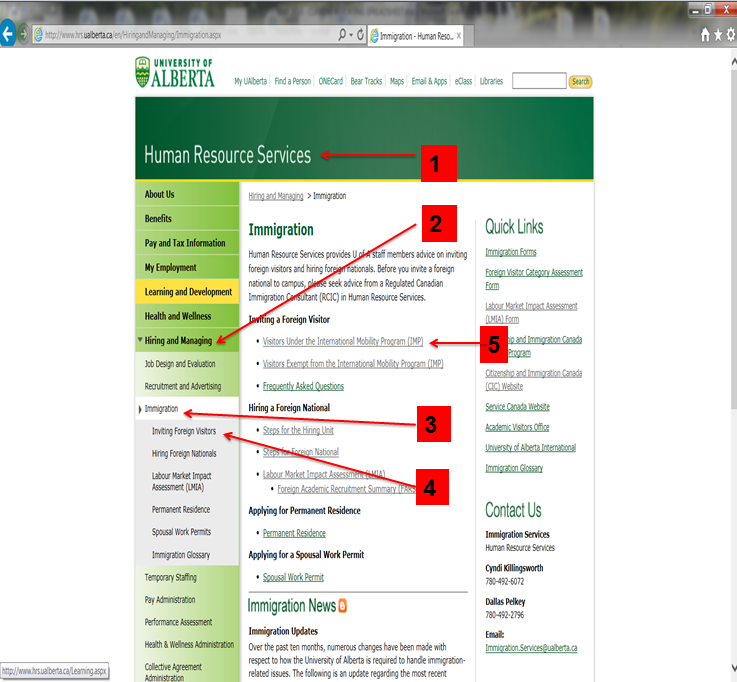 http://www.hrs.ualberta.ca/en/HiringandManaging/Immigration.aspx
Immigration - Human Reso...
UNIVERSITY OF
ALBERTA
My UAlberta | Find a Person | ONECard | Bear Tracks | Maps | Email & Apps | eClass | Libraries
Search
Human Resource Services
1
About Us
Benefits
Pay and Tax Information
My Employment
Learning and Development
Health and Wellness
Hiring and Managing
Job Design and Evaluation
Recruitment and Advertising
Immigration
Inviting Foreign Visitors
Hiring Foreign Nationals
Labour Market Impact
Assessment (LMIA)
Permanent Residence
Spousal Work Permits
Immigration Glossary
Temporary Staffing
Pay Administration
Performance Assessment
Health & Wellness Administration
Collective Agreement
Administration
Hiring and Managing > Immigration
2
Immigration
Human Resource Services provides U of A staff members advice on inviting
foreign visitors and hiring foreign nationals. Before you invite a foreign
national to campus, please seek advice from a Regulated Canadian
Immigration Consultant (RCIC) in Human Resource Services.
Inviting a Foreign Visitor
• Visitors Under the International Mobility Program (IMP)
5
• Visitors Exempt from the International Mobility Program (IMP)
• Frequently Asked Questions
Hiring a Foreign National
3
• Steps for the Hiring Unit
• Steps for Foreign National
• Labour Market Impact Assessment (LMIA)
• Foreign Academic Recruitment Summary (FARS
4
Applying for Permanent Residence
• Permanent Residence
Applying for a Spousal Work Permit
• Spousal Work Permit
Immigration News
Immigration Updates
Over the past ten months, numerous changes have been made with
respect to how the University of Alberta is required to handle immigration-
related issues. The following is an update regarding the most recent
Quick Links
Immigration Forms
Foreign Visitor Category Assessment
Form
Labour Market Impact Assessment
(LMI A) Form
ship and Immigration Canada
Program
Citizenship and Immigration Canada
(CIC) Website
Service Canada Website
Academic Visitors Office
University of Alberta International
Immigration Glossary
Contact Us
Immigration Services
Human Resource Services
Cyndi Killingsworth
780-492-6072
Dallas Pelkey
780-492-2796
Email:
Immigration.Services@ualberta.ca
http://www.hrs.ualberta.ca/Learning.aspx